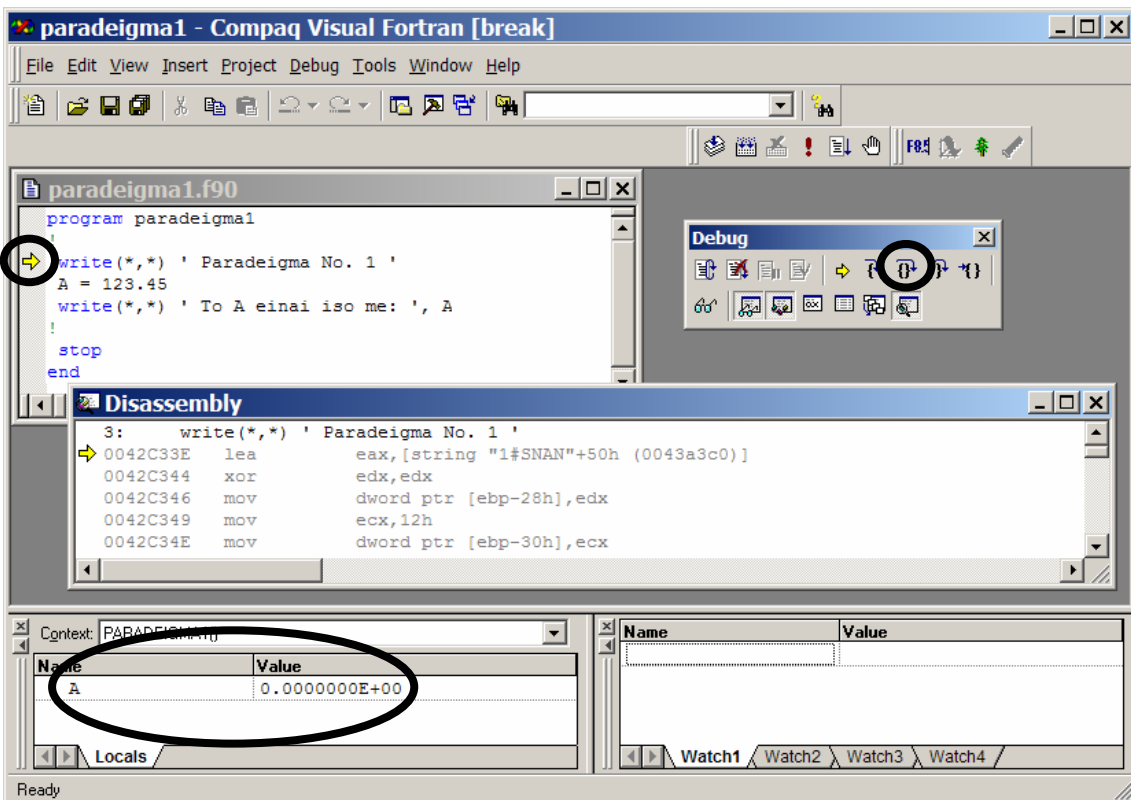 paradeigma1 - Compaq Visual Fortran [break]
File Edit View Insert Project Debug Tools Window Help
paradeigma1.f90
program paradeigma1
!
write(*,*) ' Paradeigma No. 1 '
A = 123.45
write(*,*) ' To A einai iso me: ', A
!
stop
end
Debug
Disassembly
3: write(*,*) ' Paradeigma No. 1 '
0042C33E lea eax,[string "1#SNAN"+50h (0043a3c0)]
0042C344 xor edx,edx
0042C346 mov dword ptr [ebp-28h],edx
0042C349 mov ecx,12h
0042C34E mov dword ptr [ebp-30h],ecx
Context: PARADEIGMA1()
Name Value
A 0.0000000E+00
Locals
Name Value
Watch1 Watch2 Watch3 Watch4
Ready